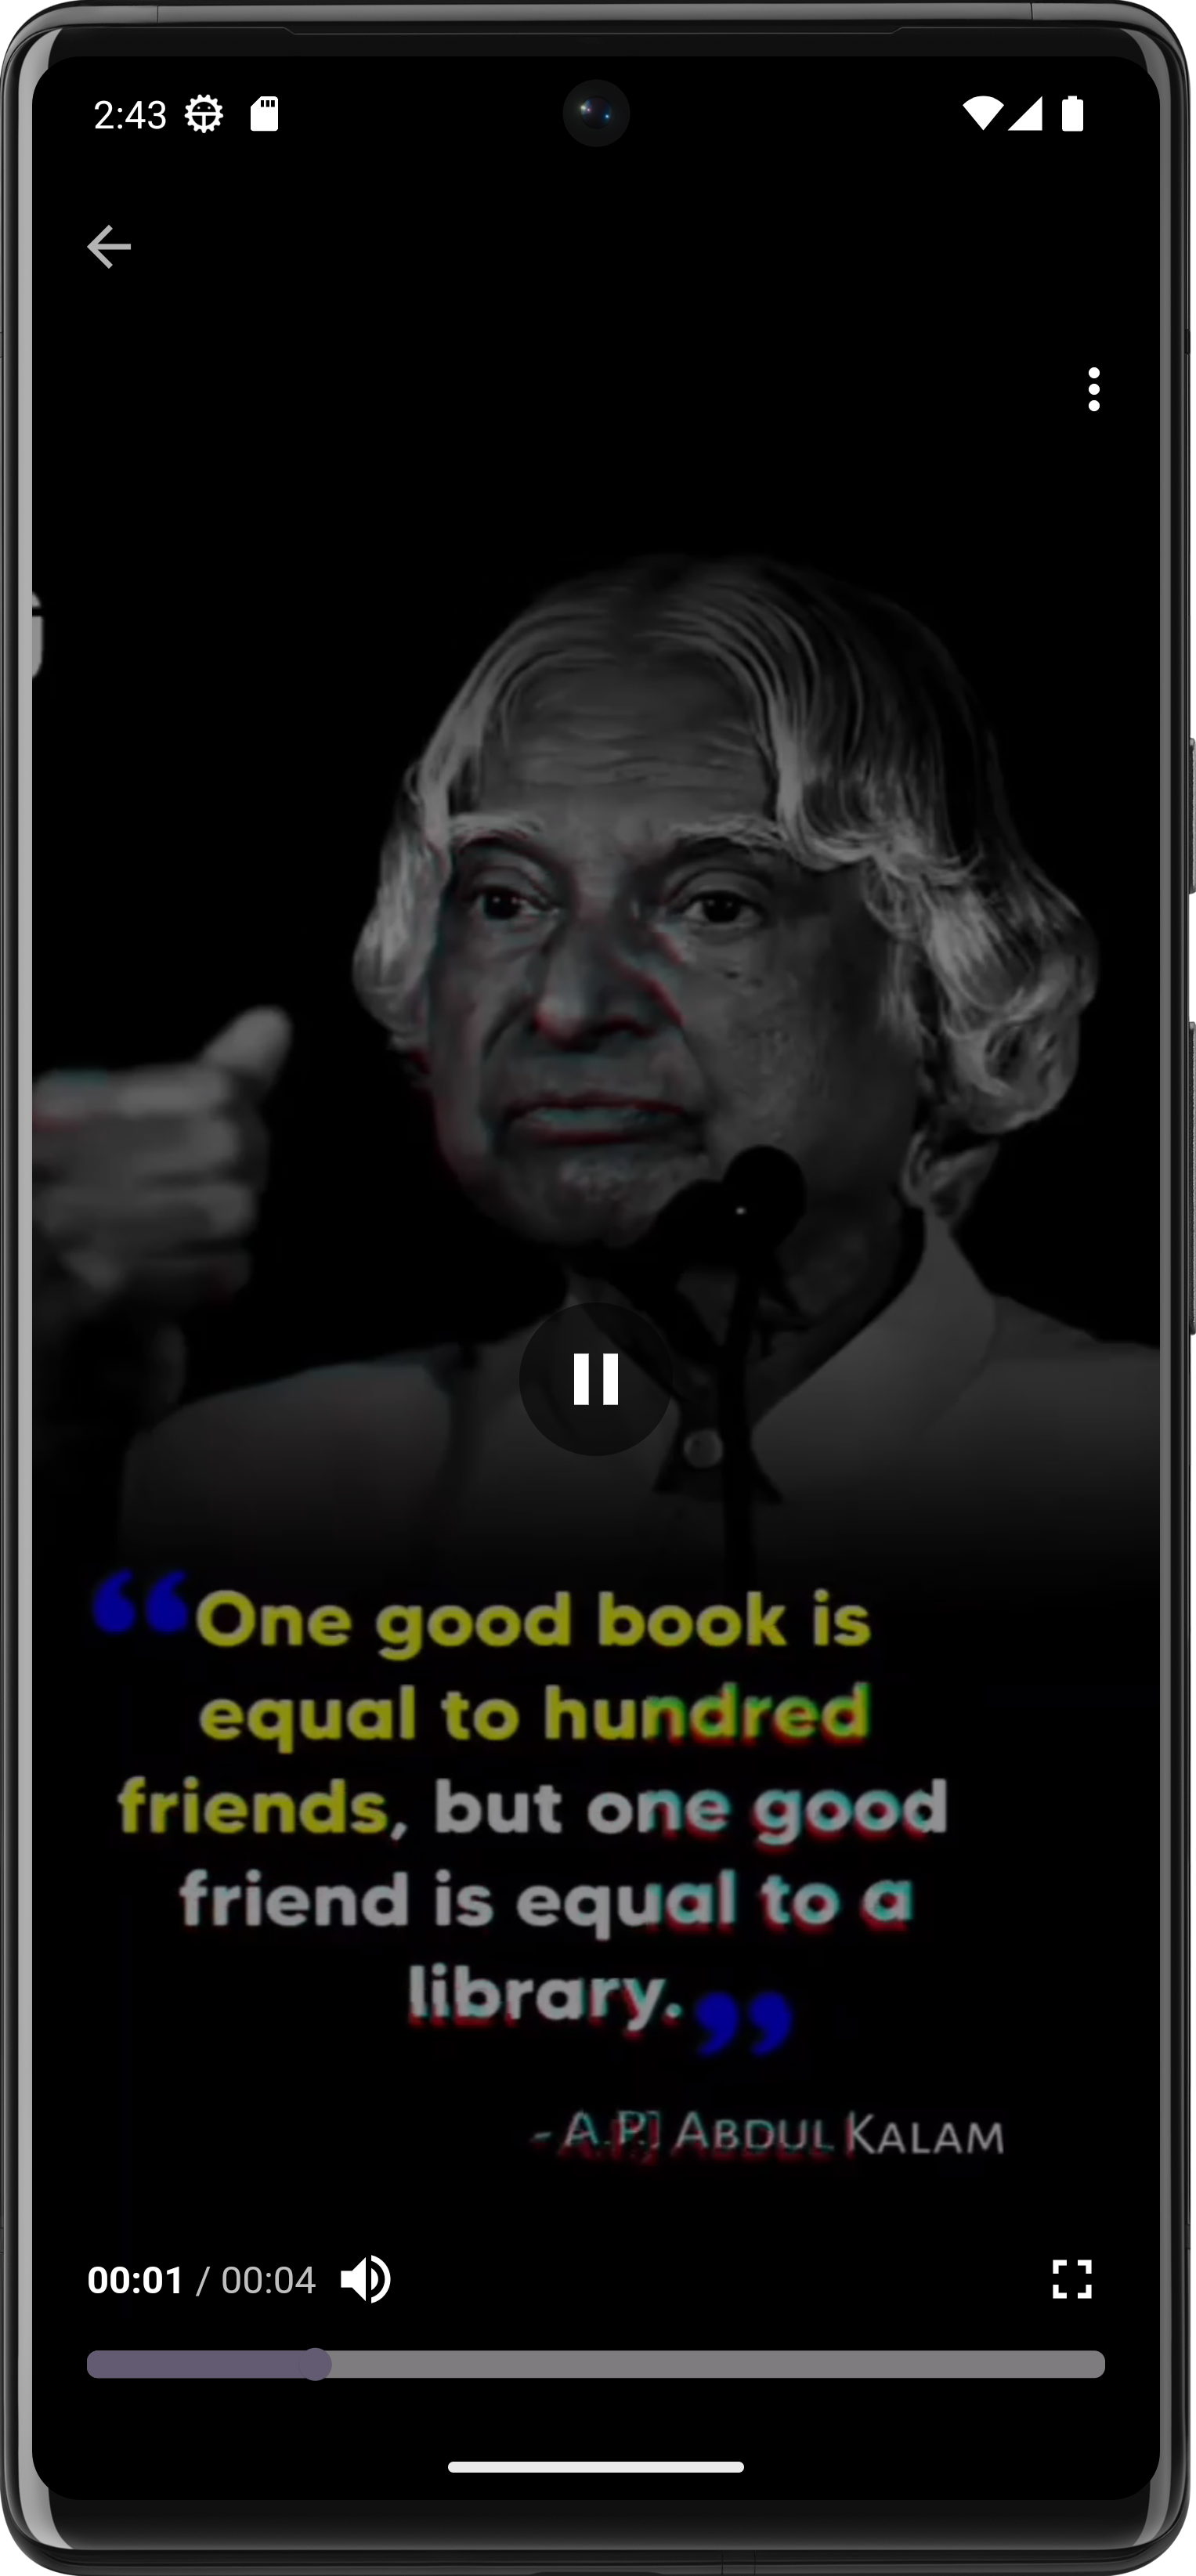 2:43
“One good book is
equal to hundred
friends, but one good
friend is equal to a
library.”
- A.P.J ABDUL KALAM
00:01 / 00:04